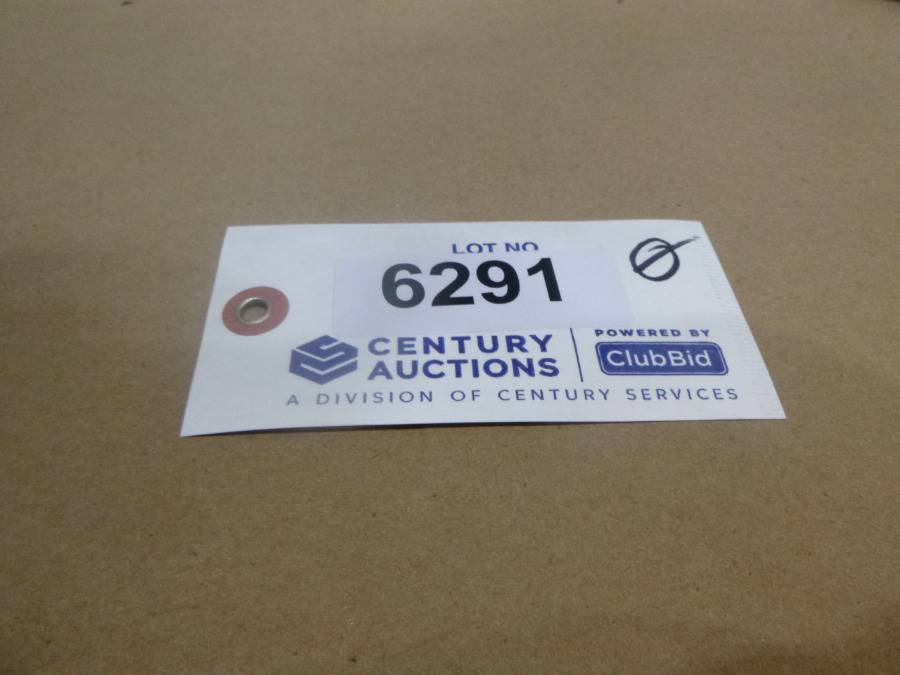 LOT NO
6291
CENTURY
AUCTIONS
POWERED BY
ClubBid
A DIVISION OF CENTURY SERVICES